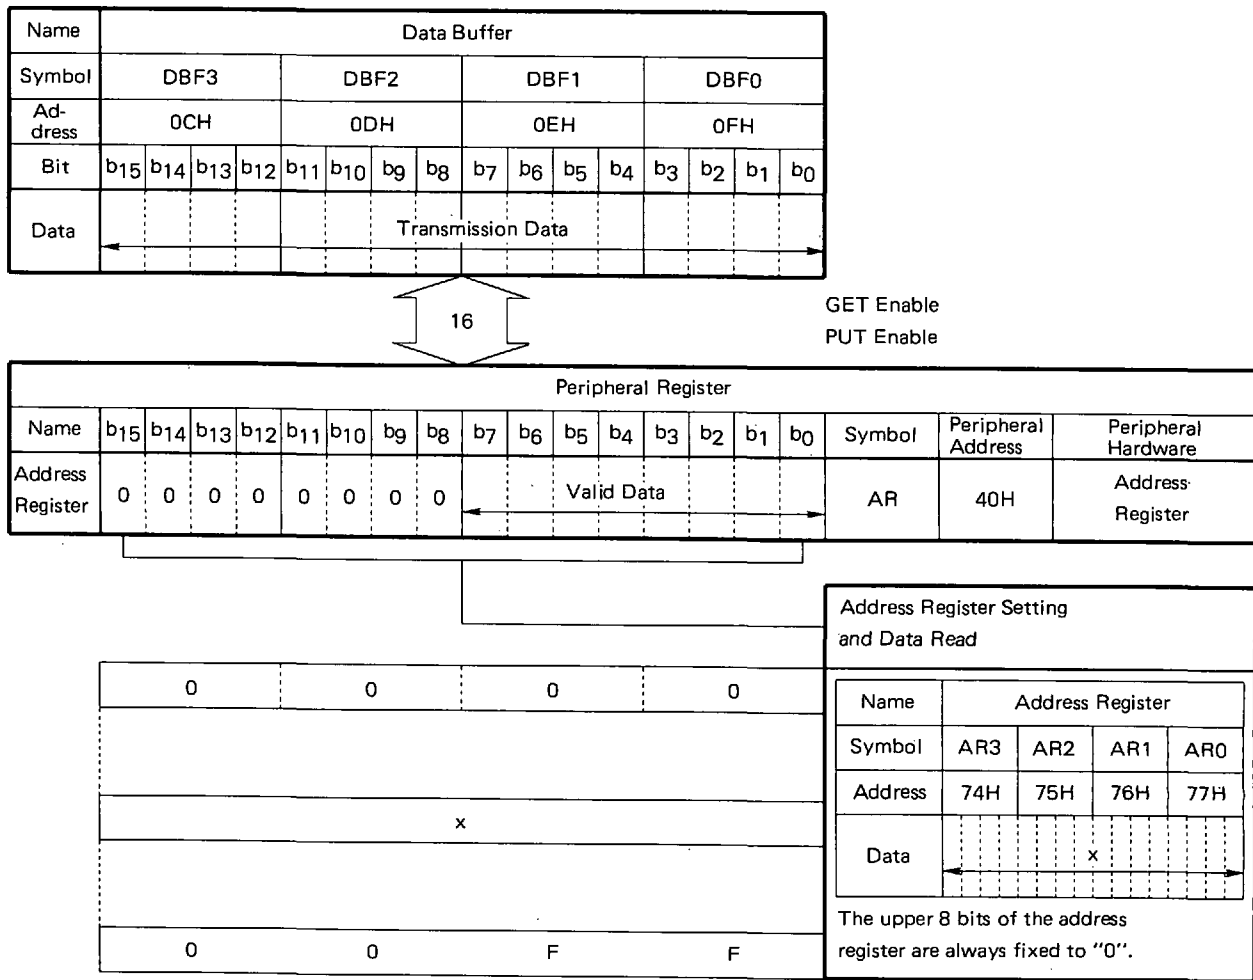 Name Data Buffer
Symbol DBF3 DBF2 DBF1 DBF0
Ad-
dress 0CH 0DH 0EH 0FH
Bit b15 b14 b13 b12 b11 b10 b9 b8 b7 b6 b5 b4 b3 b2 b1 b0
Data Transmission Data
16
GET Enable
PUT Enable
Peripheral Register
Name b15 b14 b13 b12 b11 b10 b9 b8 b7 b6 b5 b4 b3 b2 b1 b0 Symbol Peripheral Address Peripheral Hardware
Address Register 0 0 0 0 0 0 0 0 Valid Data AR 40H Address Register
Address Register Setting
and Data Read
0 0 0 0
x
0 0 F F
Name Address Register
Symbol AR3 AR2 AR1 AR0
Address 74H 75H 76H 77H
Data x
The upper 8 bits of the address
register are always fixed to "0".